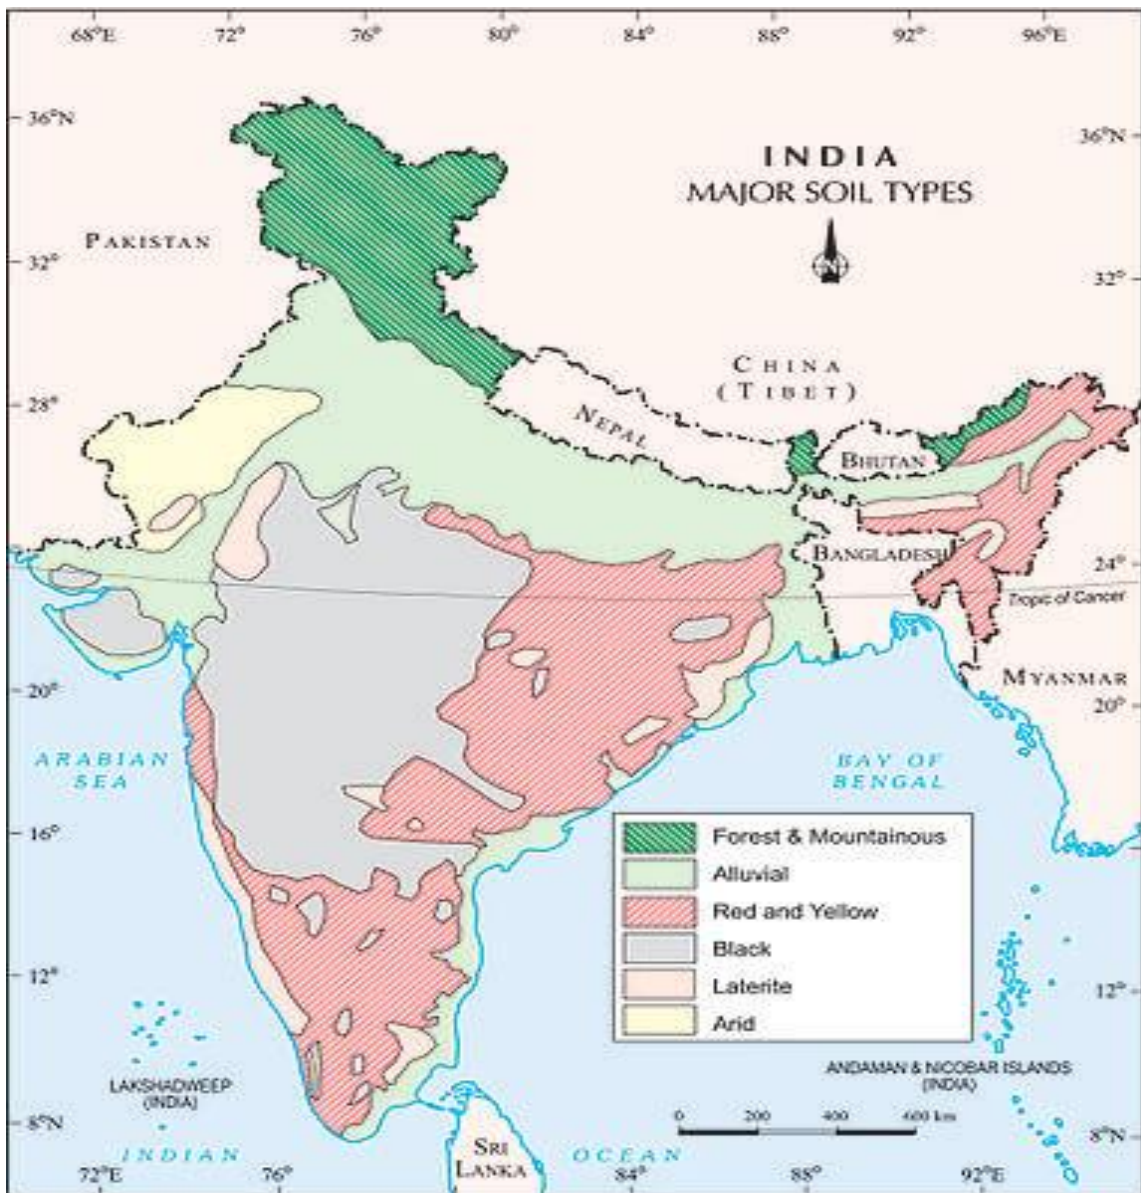 68°E 72° 76° 80° 84° 88° 92° 96°E
36°N
36°N
INDIA
MAJOR SOIL TYPES
N
PAKISTAN
32°
32°
CHINA
(TIBET)
28°
NEPAL
BHUTAN
BANGLADESH
24°
Tropic of Cancer
MYANMAR
20°
20°
ARABIAN
SEA
BAY OF
BENGAL
16°
Forest & Mountainous
Alluvial
Red and Yellow
Black
Laterite
Arid
12°
12°
LAKSHADWEEP
(INDIA)
ANDAMAN & NICOBAR ISLANDS
(INDIA)
0 200 400 600 km
8°N
8°N
INDIAN
SRI
LANKA
OCEAN
72°E 76° 84° 88° 92°E